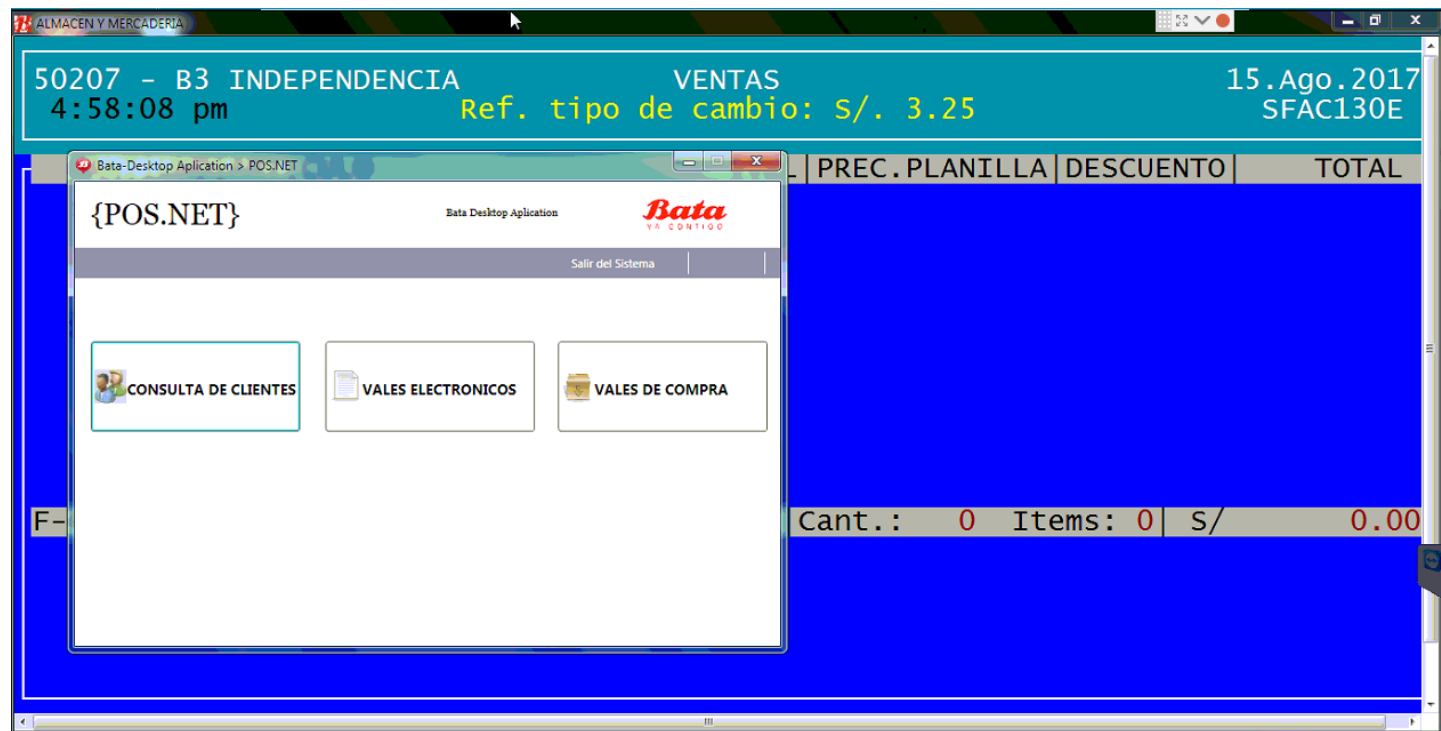 ALMACEN Y MERCADERIA
50207 - B3 INDEPENDENCIA VENTAS 15.Ago.2017
4:58:08 pm Ref. tipo de cambio: S/. 3.25 SFAC130E
L|PREC.PLANILLA|DESCUENTO| TOTAL
Bata-Desktop Aplication > POS.NET
{POS.NET} Bata Desktop Aplication Bata
YA CONTIGO
Salir del Sistema
CONSULTA DE CLIENTES VALES ELECTRONICOS VALES DE COMPRA
F- |Cant.: 0 Items: 0| S/ 0.00